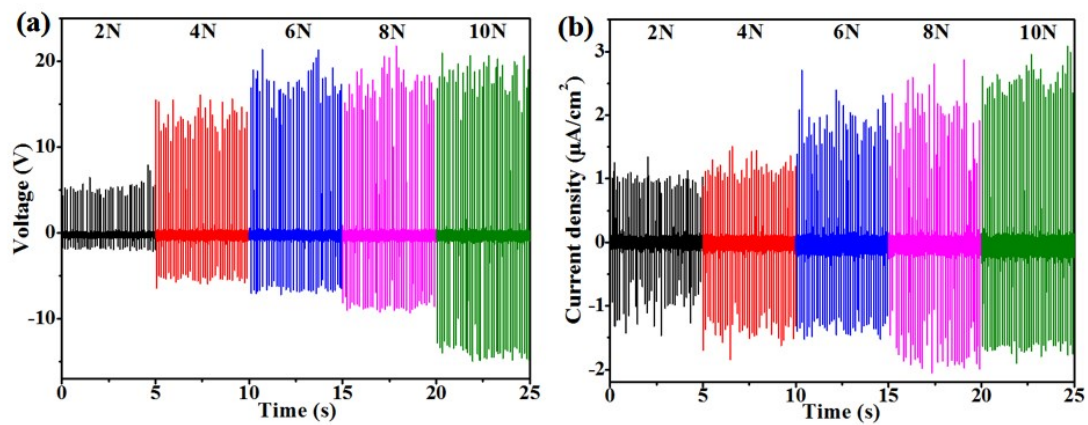 (a)
2N 4N 6N 8N 10N
20
10
0
-10
Voltage (V)
0 5 10 15 20 25
Time (s)
(b)
2N 4N 6N 8N 10N
3
2
1
0
-1
-2
Current density (μA/cm²)
0 5 10 15 20 25
Time (s)